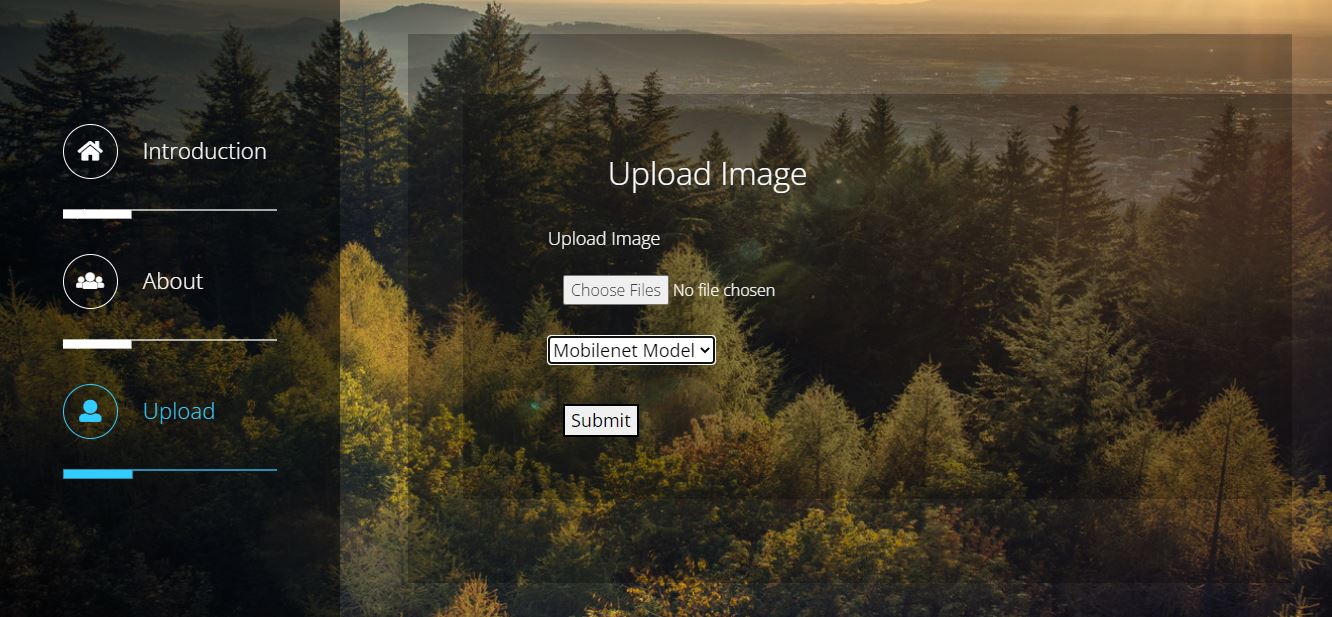 Introduction
About
Upload
Upload Image
Upload Image
Choose Files No file chosen
Mobilenet Model
Submit